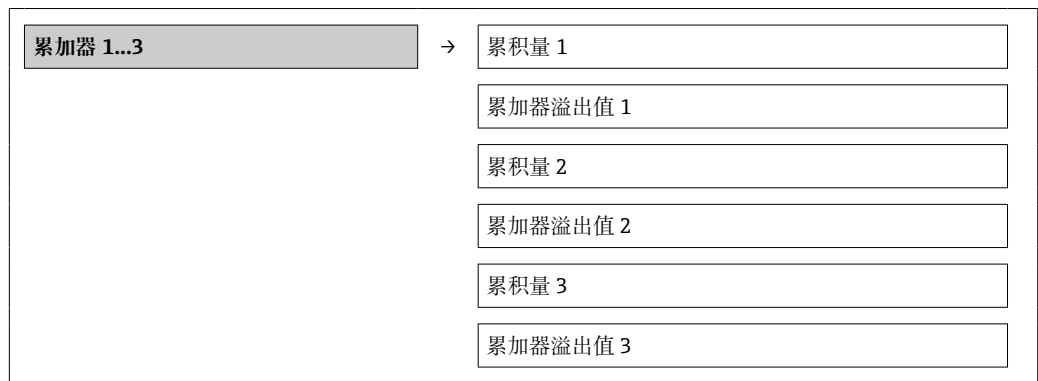 累加器 1...3 → 累积量 1
累加器溢出值 1
累积量 2
累加器溢出值 2
累积量 3
累加器溢出值 3